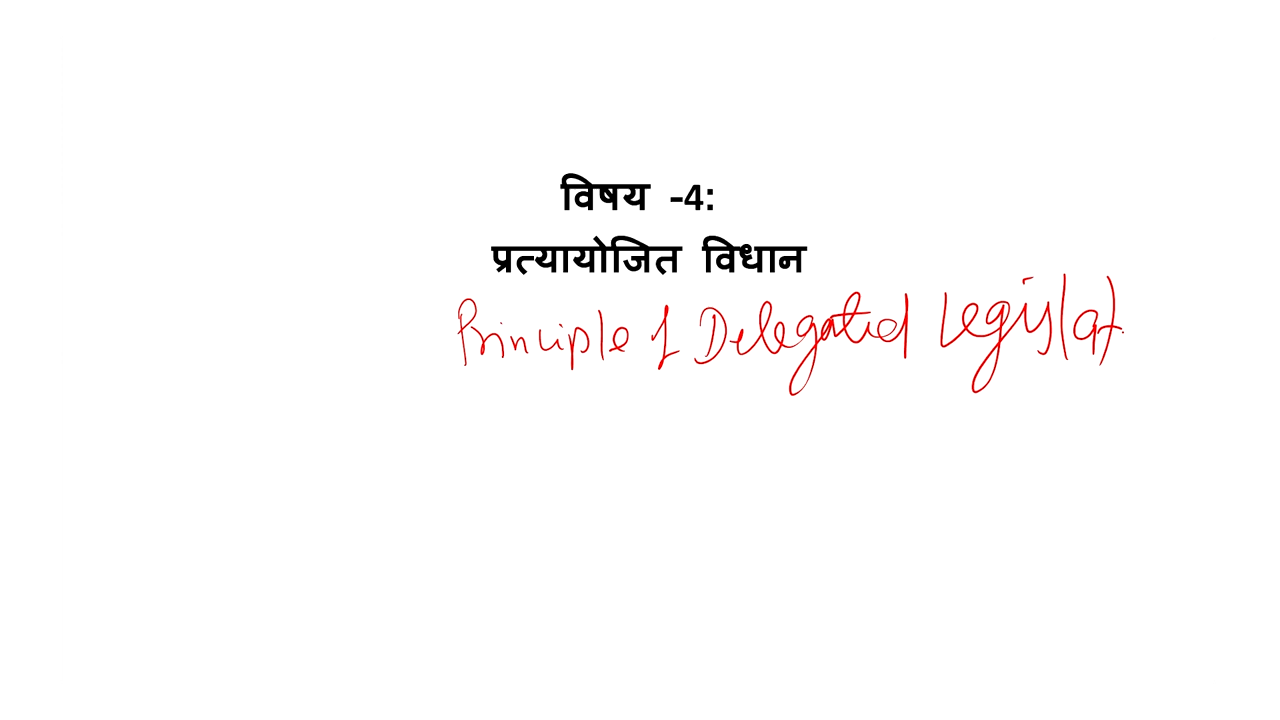 विषय -4:
प्रत्यायोजित विधान
Principle of Delegated Legislat